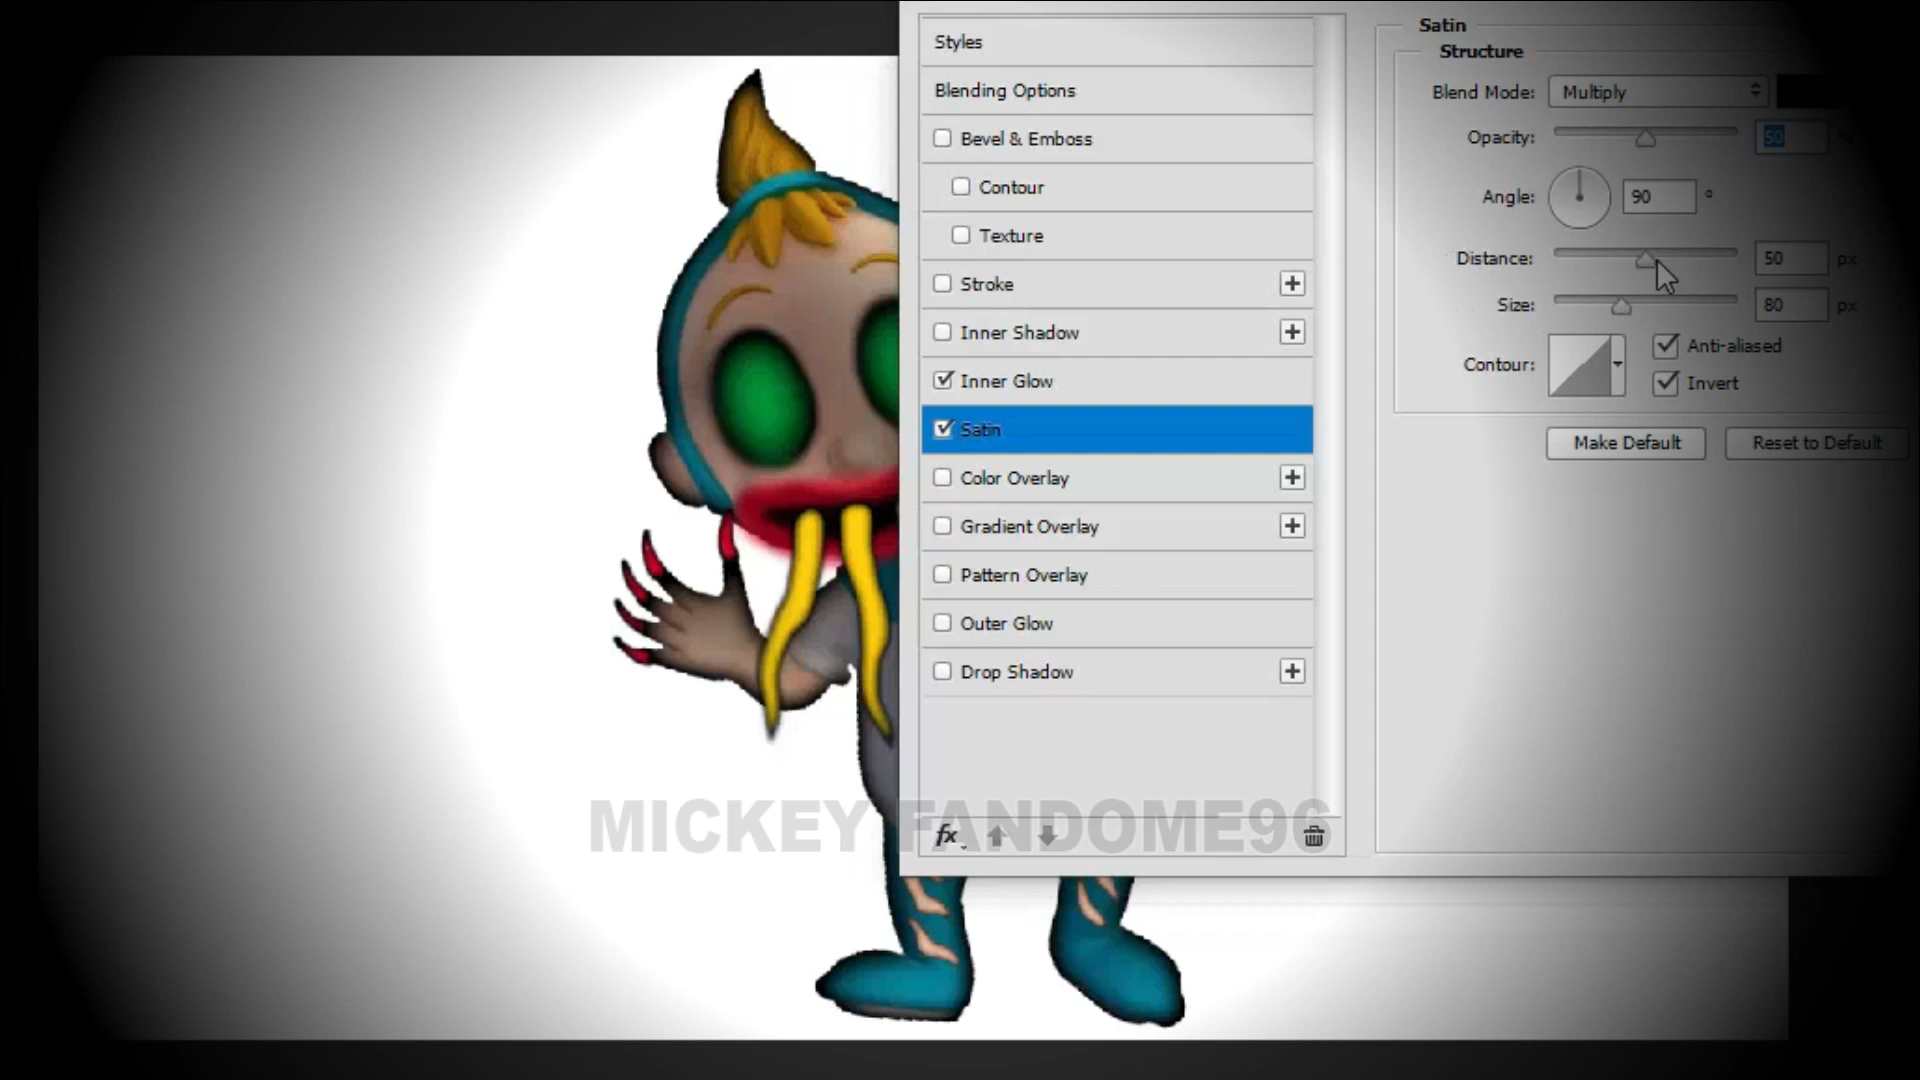 Styles
Blending Options
Bevel & Emboss
Contour
Texture
Stroke
Inner Shadow
Inner Glow
Satin
Color Overlay
Gradient Overlay
Pattern Overlay
Outer Glow
Drop Shadow
fx
Satin
Structure
Blend Mode: Multiply
Opacity: 50 %
Angle: 90 °
Distance: 50 px
Size: 80 px
Contour:
Anti-aliased
Invert
Make Default Reset to Default
MICKEY FANDOME96